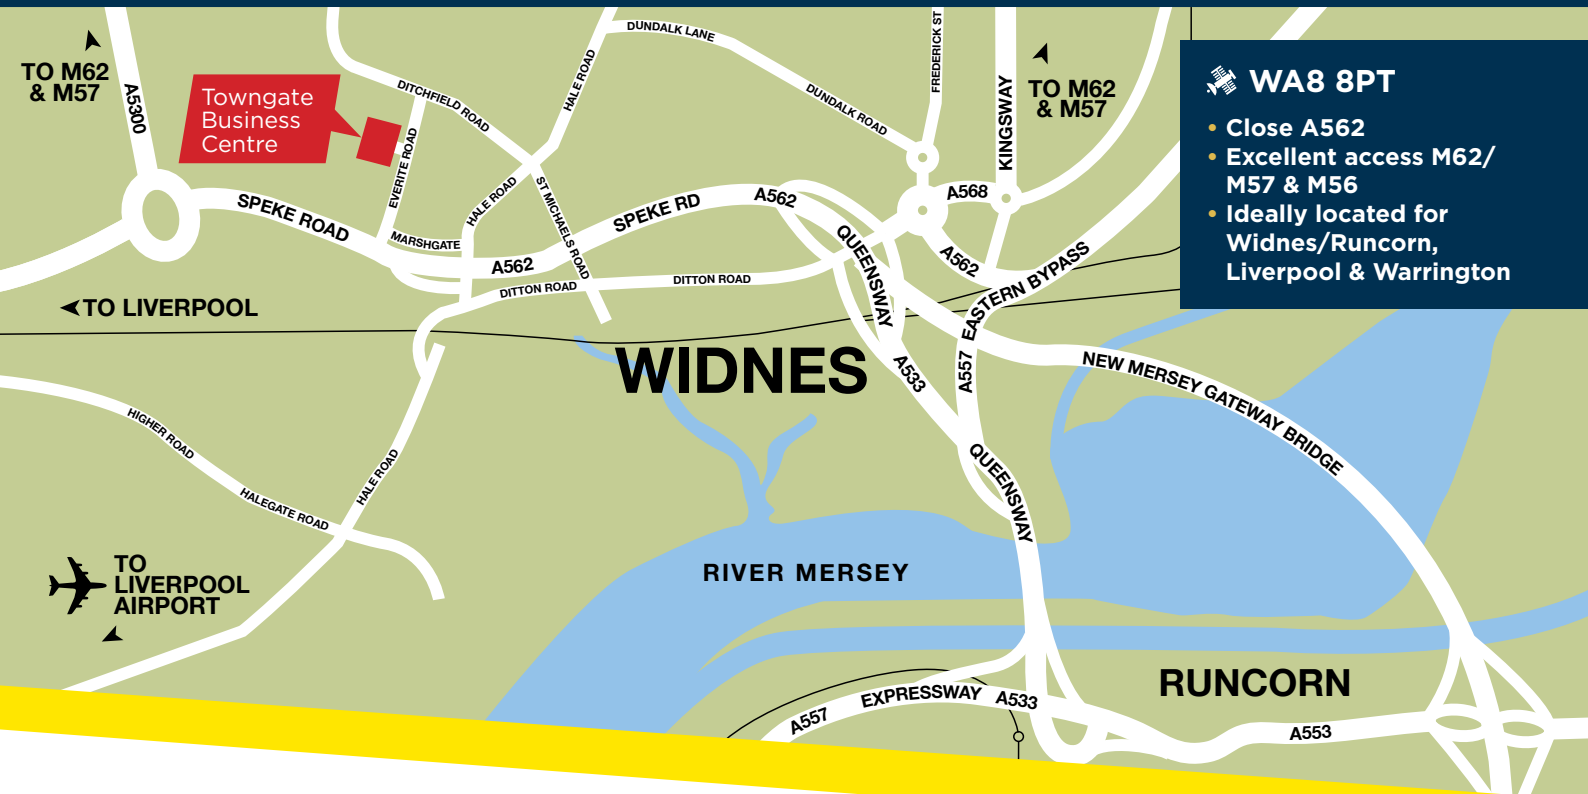 TO M62
& M57
A5300
Towngate
Business
Centre
DITCHFIELD ROAD
EVERITE ROAD
HALE ROAD
DUNDALK LANE
DUNDALK ROAD
FREDERICK ST
KINGSWAY
TO M62
& M57
WA8 8PT
• Close A562
• Excellent access M62/
M57 & M56
• Ideally located for
Widnes/Runcorn,
Liverpool & Warrington
SPEKE ROAD
MARSHGATE
HALE ROAD
ST MICHAELS ROAD
A562
SPEKE RD
A562
A568
A562
QUEENSWAY
EASTERN BYPASS
DITTON ROAD
DITTON ROAD
TO LIVERPOOL
WIDNES
A533
A557
NEW MERSEY GATEWAY BRIDGE
HIGHER ROAD
HALEGATE ROAD
HALE ROAD
QUEENSWAY
TO
LIVERPOOL
AIRPORT
RIVER MERSEY
RUNCORN
A557
EXPRESSWAY
A533
A553